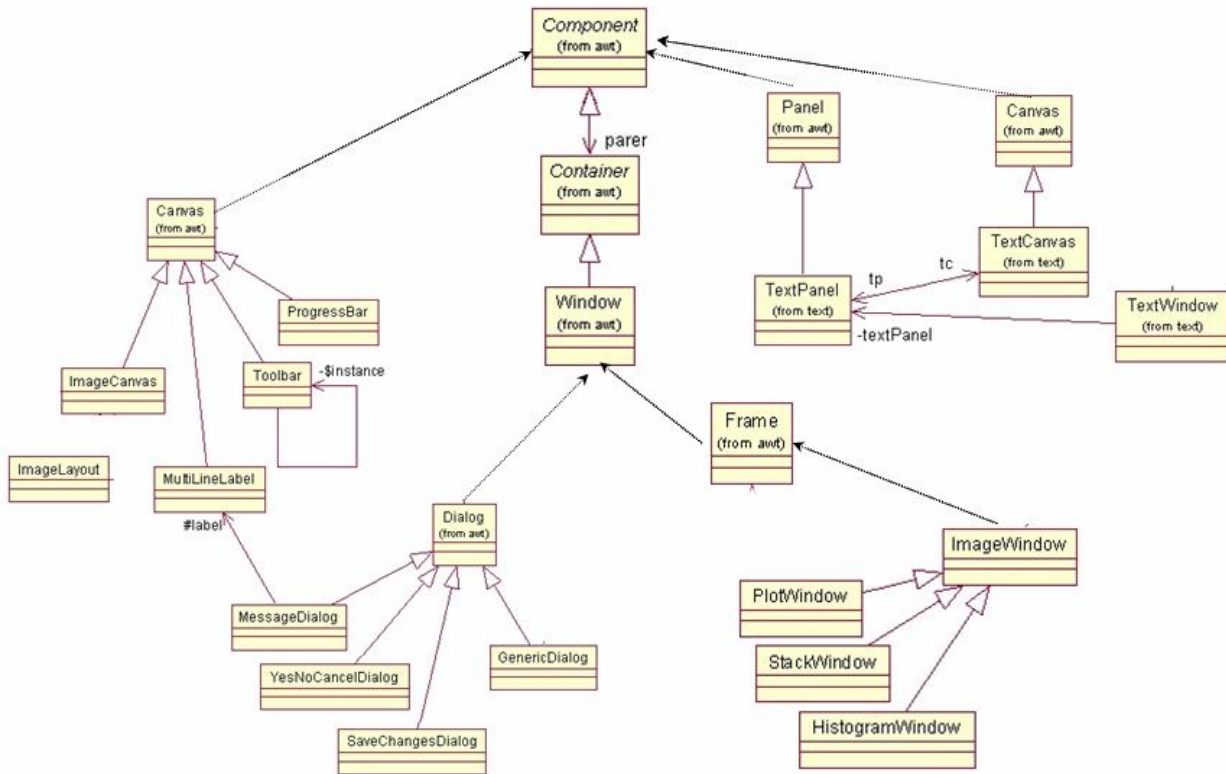 Component
(from awt)
Panel
(from awt)
Canvas
(from awt)
parer
Container
(from awt)
Canvas
(from awt)
TextCanvas
(from text)
tc
tp
TextPanel
(from text)
-textPanel
TextWindow
(from text)
Window
(from awt)
ProgressBar
ImageCanvas
Toolbar
-$instance
ImageLayout
MultiLineLabel
#label
Frame
(from awt)
Dialog
(from awt)
ImageWindow
PlotWindow
MessageDialog
GenericDialog
StackWindow
YesNoCancelDialog
HistogramWindow
SaveChangesDialog